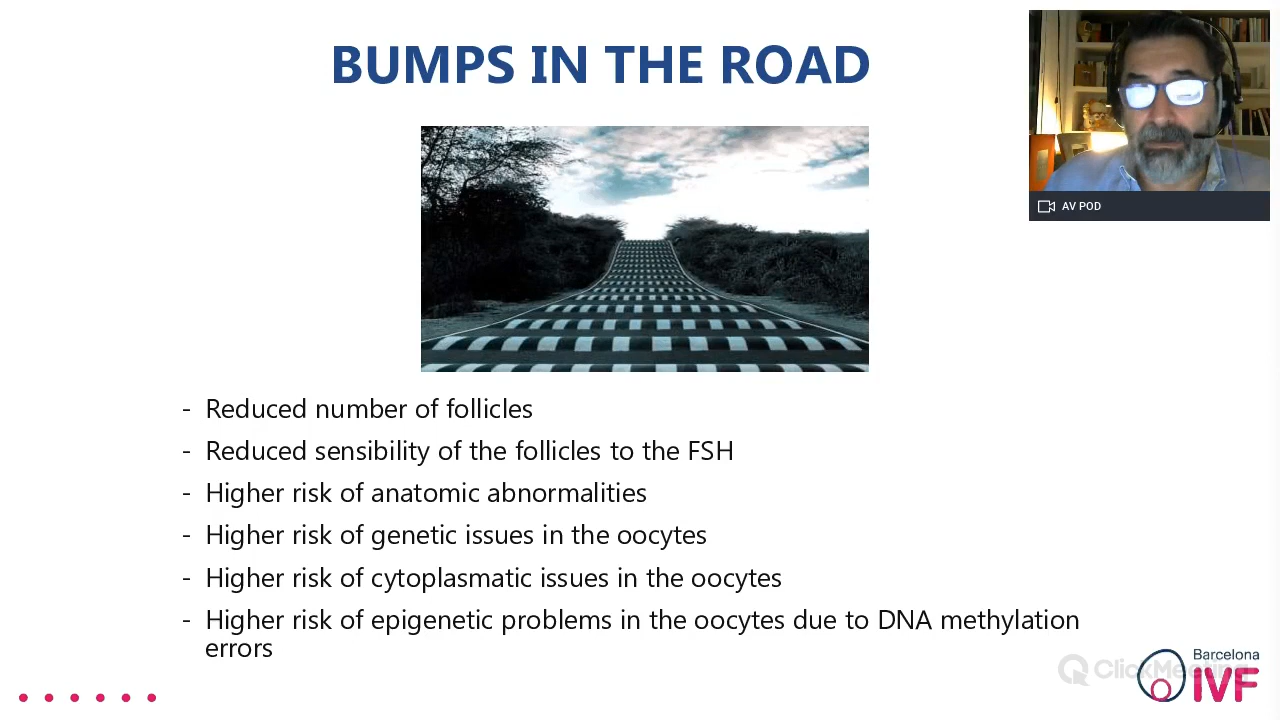 BUMPS IN THE ROAD
AV POD
- Reduced number of follicles
- Reduced sensibility of the follicles to the FSH
- Higher risk of anatomic abnormalities
- Higher risk of genetic issues in the oocytes
- Higher risk of cytoplasmatic issues in the oocytes
- Higher risk of epigenetic problems in the oocytes due to DNA methylation
errors
ClickMeeting
Barcelona
IVF